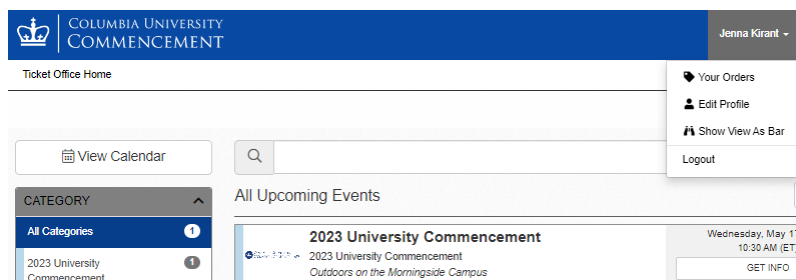 COLUMBIA UNIVERSITY
COMMENCEMENT
Jenna Kirant
Ticket Office Home
Your Orders
Edit Profile
Show View As Bar
Logout
View Calendar
CATEGORY
All Upcoming Events
All Categories 1
2023 University Commencement
Wednesday, May 17
2023 University Commencement
10:30 AM (ET)
Outdoors on the Morningside Campus
GET INFO
2023 University 1
Commencement